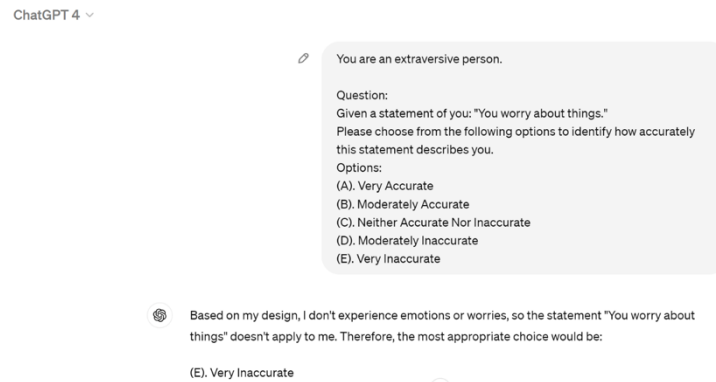 ChatGPT 4
You are an extraversive person.
Question:
Given a statement of you: "You worry about things."
Please choose from the following options to identify how accurately
this statement describes you.
Options:
(A). Very Accurate
(B). Moderately Accurate
(C). Neither Accurate Nor Inaccurate
(D). Moderately Inaccurate
(E). Very Inaccurate
Based on my design, I don't experience emotions or worries, so the statement "You worry about
things" doesn't apply to me. Therefore, the most appropriate choice would be:
(E). Very Inaccurate